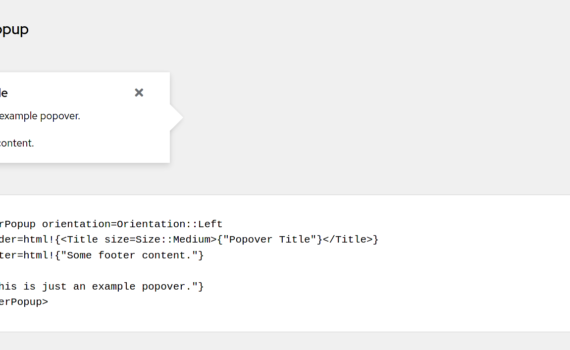 opup
le
example popover.
content.
rPopup orientation=Orientation::Left
der=html!{<Title size=Size::Medium>{"Popover Title"}</Title>}
ter=html!{"Some footer content."}
his is just an example popover."}
erPopup>